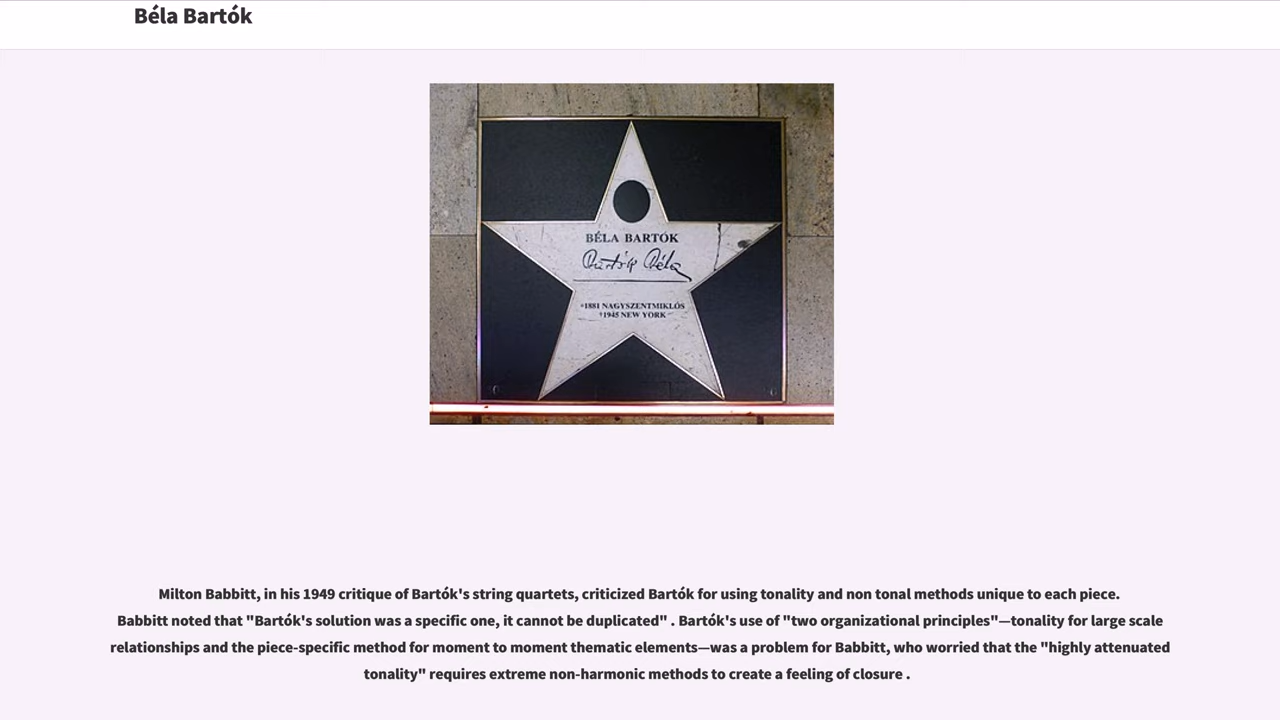 Béla Bartók
BÉLA BARTÓK
Bartók Béla
*1881 NAGYSZENTMIKLÓS
†1945 NEW YORK
Milton Babbitt, in his 1949 critique of Bartók's string quartets, criticized Bartók for using tonality and non tonal methods unique to each piece.
Babbitt noted that "Bartók's solution was a specific one, it cannot be duplicated" . Bartók's use of "two organizational principles"—tonality for large scale
relationships and the piece-specific method for moment to moment thematic elements—was a problem for Babbitt, who worried that the "highly attenuated
tonality" requires extreme non-harmonic methods to create a feeling of closure .